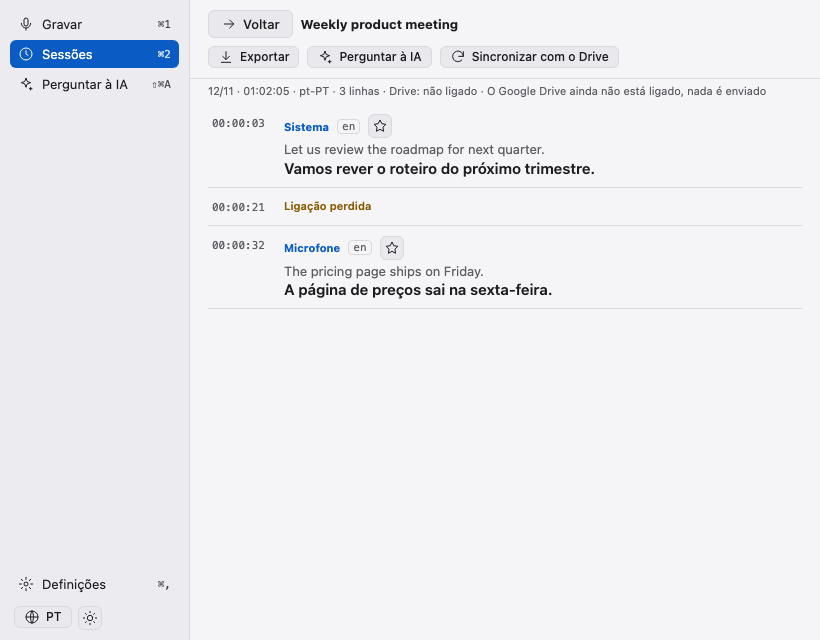 Gravar ⌘1
Sessões ⌘2
Perguntar à IA ⇧⌘A
Definições ⌘,
PT
Voltar Weekly product meeting
Exportar Perguntar à IA Sincronizar com o Drive
12/11 · 01:02:05 · pt-PT · 3 linhas · Drive: não ligado · O Google Drive ainda não está ligado, nada é enviado
00:00:03 Sistema en
Let us review the roadmap for next quarter.
Vamos rever o roteiro do próximo trimestre.
00:00:21 Ligação perdida
00:00:32 Microfone en
The pricing page ships on Friday.
A página de preços sai na sexta-feira.